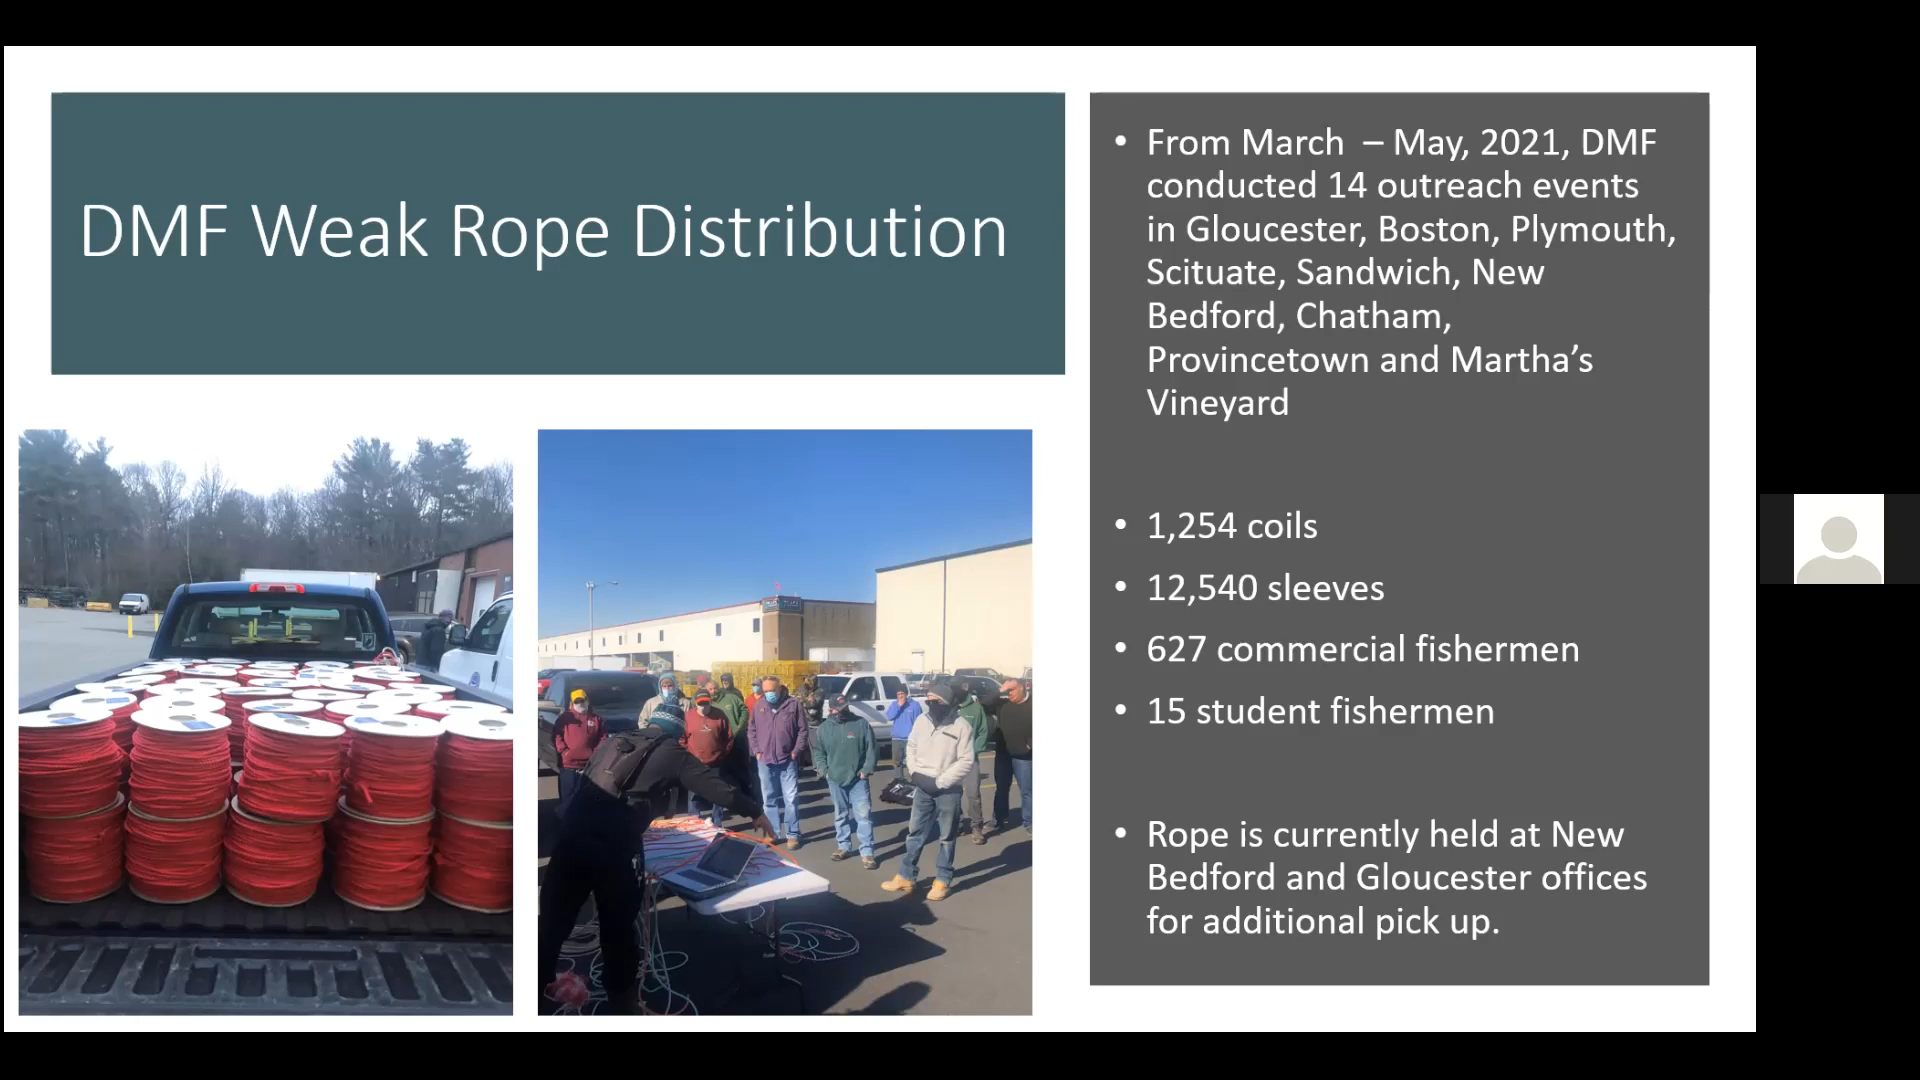 DMF Weak Rope Distribution
• From March – May, 2021, DMF
conducted 14 outreach events
in Gloucester, Boston, Plymouth,
Scituate, Sandwich, New
Bedford, Chatham,
Provincetown and Martha’s
Vineyard
• 1,254 coils
• 12,540 sleeves
• 627 commercial fishermen
• 15 student fishermen
• Rope is currently held at New
Bedford and Gloucester offices
for additional pick up.